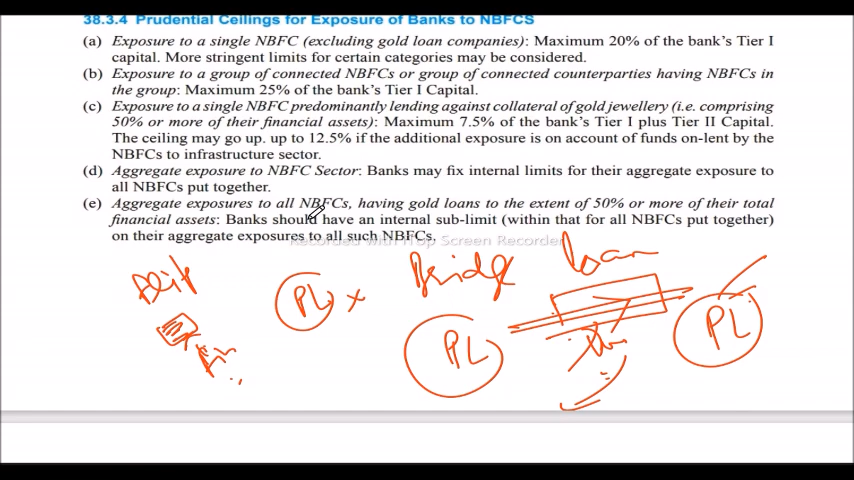 38.3.4 Prudential Ceilings for Exposure of Banks to NBFCS
(a) Exposure to a single NBFC (excluding gold loan companies): Maximum 20% of the bank's Tier I
capital. More stringent limits for certain categories may be considered.
(b) Exposure to a group of connected NBFCs or group of connected counterparties having NBFCs in
the group: Maximum 25% of the bank's Tier I Capital.
(c) Exposure to a single NBFC predominantly lending against collateral of gold jewellery (i.e. comprising
50% or more of their financial assets): Maximum 7.5% of the bank's Tier I plus Tier II Capital.
The ceiling may go up. up to 12.5% if the additional exposure is on account of funds on-lent by the
NBFCs to infrastructure sector.
(d) Aggregate exposure to NBFC Sector: Banks may fix internal limits for their aggregate exposure to
all NBFCs put together.
(e) Aggregate exposures to all NBFCs, having gold loans to the extent of 50% or more of their total
financial assets: Banks should have an internal sub-limit (within that for all NBFCs put together)
on their aggregate exposures to all such NBFCs.
Recorded with iTop Screen Recorder
Bridge loan
PL x
PL
PL